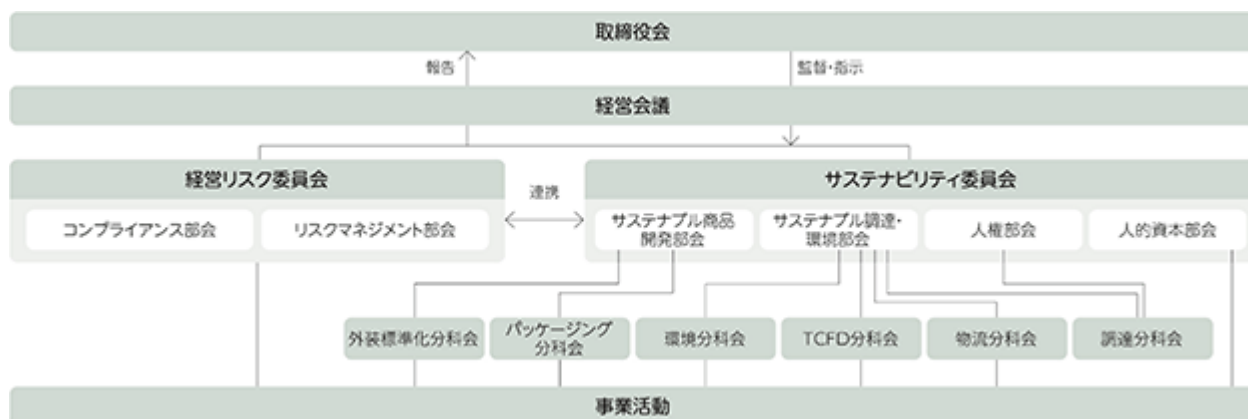 取締役会
報告
監督・指示
経営会議
経営リスク委員会
連携
サステナビリティ委員会
コンプライアンス部会
リスクマネジメント部会
サステナブル商品
開発部会
サステナブル調達・
環境部会
人権部会
人的資本部会
外装標準化分科会
パッケージング
分科会
環境分科会
TCFD分科会
物流分科会
調達分科会
事業活動